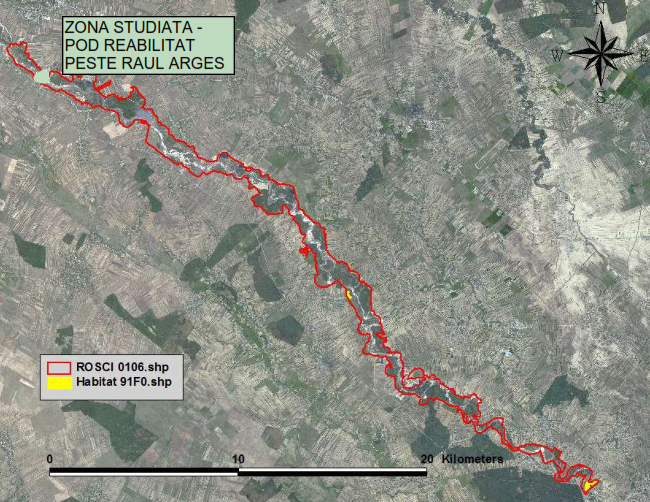 ZONA STUDIATA -
POD REABILITAT
PESTE RAUL ARGES
N
W
E
S
ROSCI 0106.shp
Habitat 91F0.shp
0
10
20 Kilometers